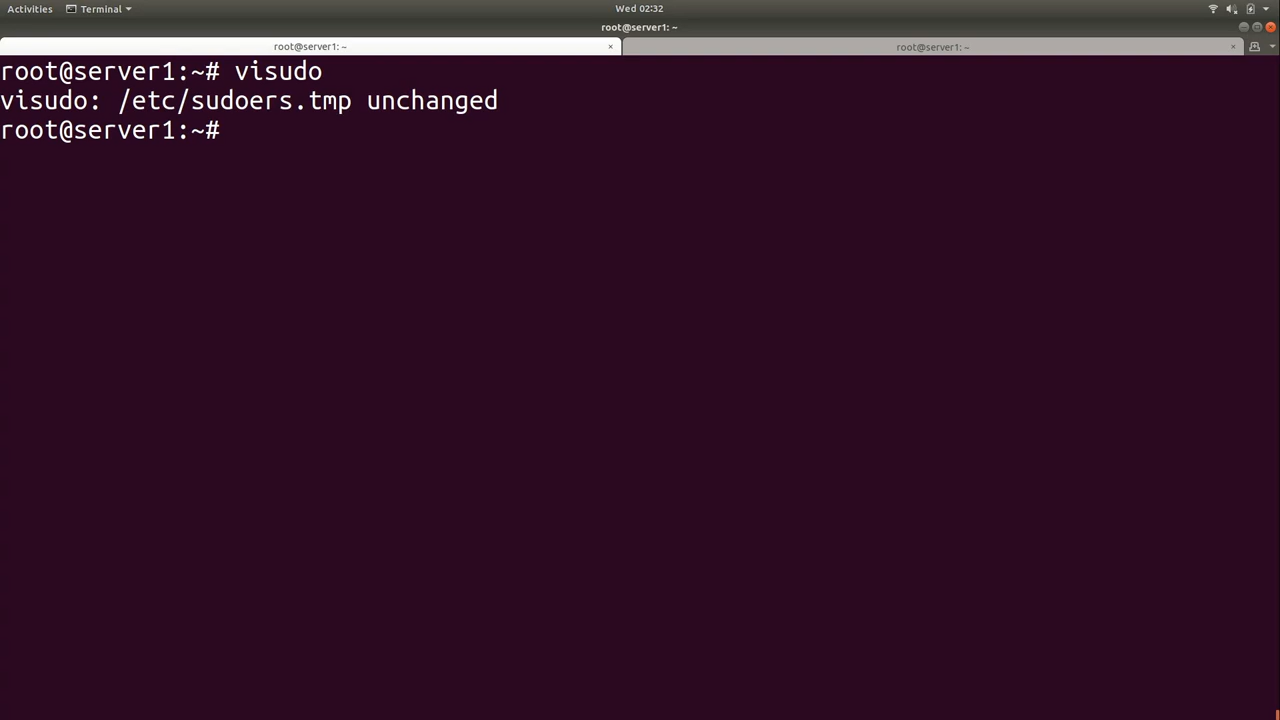 Activities Terminal Wed 02:32
root@server1: ~
root@server1: ~ × root@server1: ~ ×
root@server1:~# visudo
visudo: /etc/sudoers.tmp unchanged
root@server1:~#